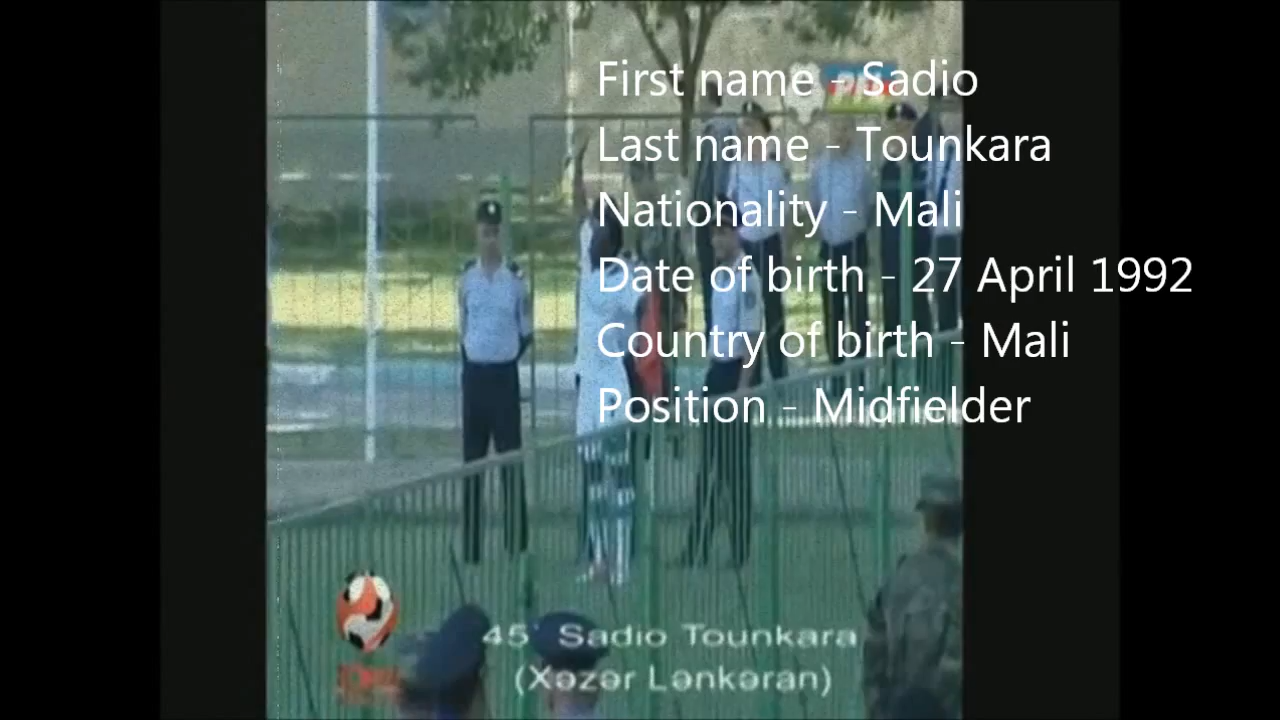 First name - Sadio
Last name - Tounkara
Nationality - Mali
Date of birth - 27 April 1992
Country of birth - Mali
Position - Midfielder
45' Sadio Tounkara
(Xəzər Lənkəran)